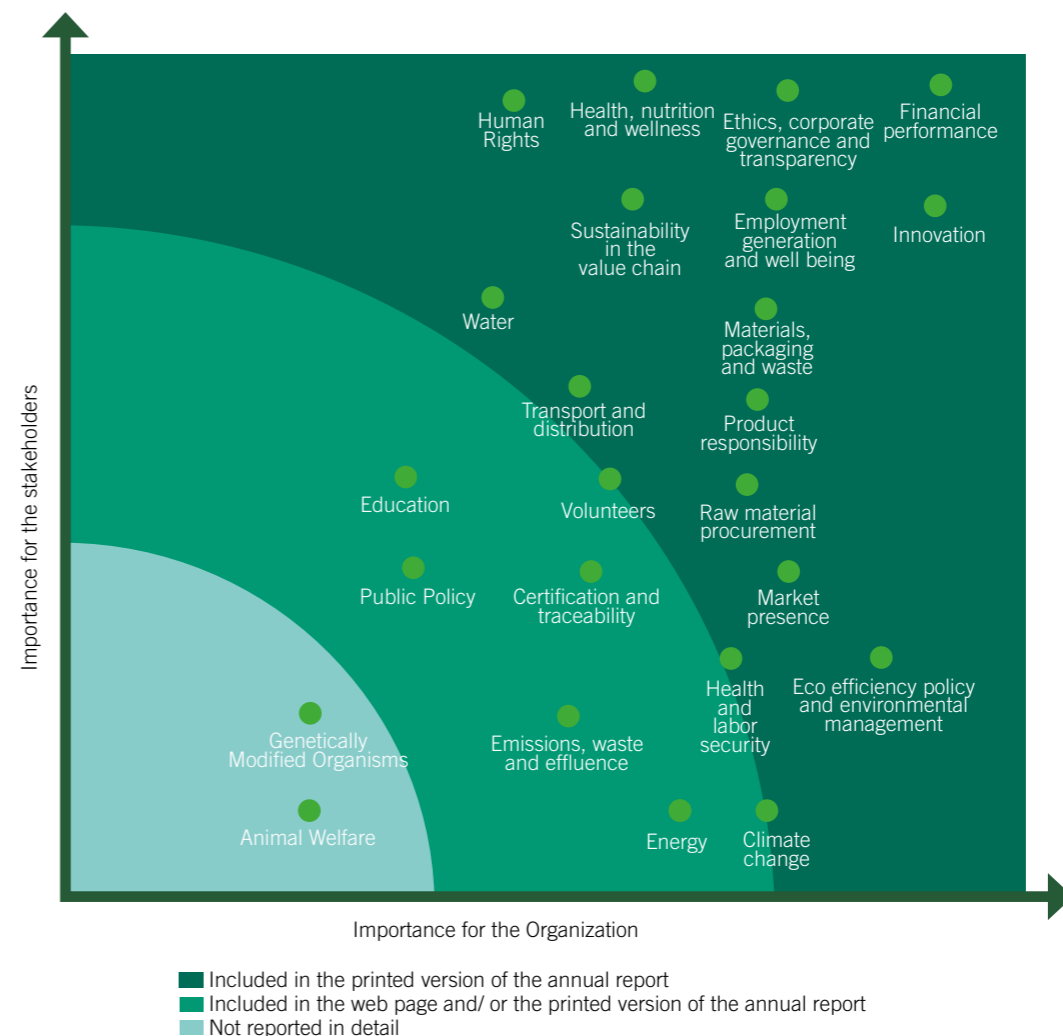 Human
Rights
Health, nutrition
and wellness
Ethics, corporate
governance and
transparency
Financial
performance
Sustainability
in the
value chain
Employment
generation
and well being
Innovation
Water
Materials,
packaging
and waste
Transport and
distribution
Product
responsibility
Education
Volunteers
Raw material
procurement
Public Policy
Certification and
traceability
Market
presence
Health
and
labor
security
Eco efficiency policy
and environmental
management
Genetically
Modified Organisms
Emissions, waste
and effluence
Animal Welfare
Energy
Climate
change
Importance for the stakeholders
Importance for the Organization
Included in the printed version of the annual report
Included in the web page and/ or the printed version of the annual report
Not reported in detail